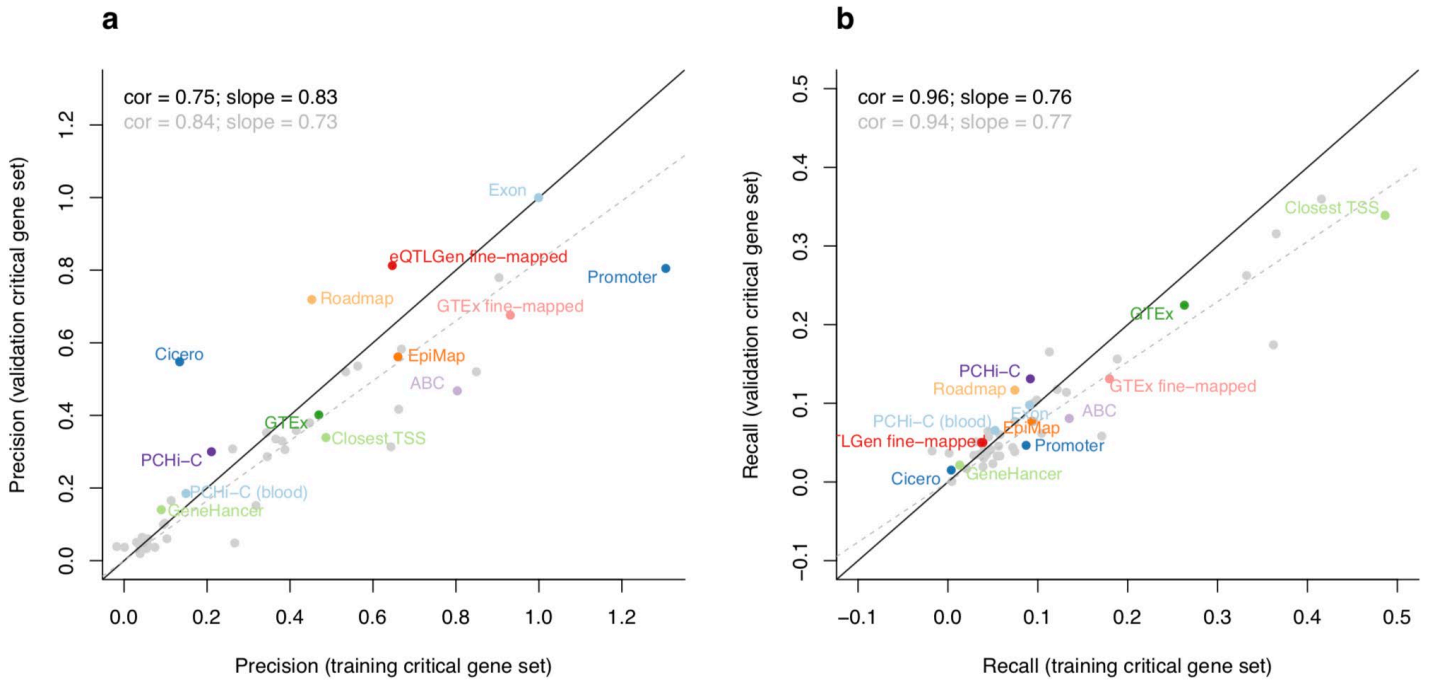 a
cor = 0.75; slope = 0.83
cor = 0.84; slope = 0.73
Exon
eQTLGen fine−mapped
Promoter
Roadmap
GTEx fine−mapped
Cicero
EpiMap
ABC
GTEx
Closest TSS
PCHi−C
PCHi−C (blood)
GeneHancer
0.0
0.2
0.4
0.6
0.8
1.0
1.2
0.0
0.2
0.4
0.6
0.8
1.0
1.2
Precision (validation critical gene set)
Precision (training critical gene set)
b
cor = 0.96; slope = 0.76
cor = 0.94; slope = 0.77
Closest TSS
GTEx
PCHi−C
Roadmap
GTEx fine−mapped
Exon
ABC
PCHi−C (blood)
EpiMap
TLGen fine−mapped
Promoter
Cicero
GeneHancer
−0.1
0.0
0.1
0.2
0.3
0.4
0.5
−0.1
0.0
0.1
0.2
0.3
0.4
0.5
Recall (validation critical gene set)
Recall (training critical gene set)